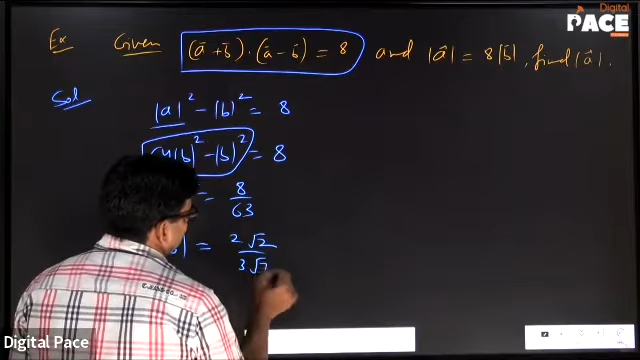 Digital
PACE
Ex Given (a̅ + b̅) · (a̅ − b̅) = 8 and |a⃗| = 8|b̅|, find |a⃗|.
Sol |a|² − |b|² = 8
64|b|² − |b|² = 8
= 8/63
= 2√2 / 3√7
Digital Pace